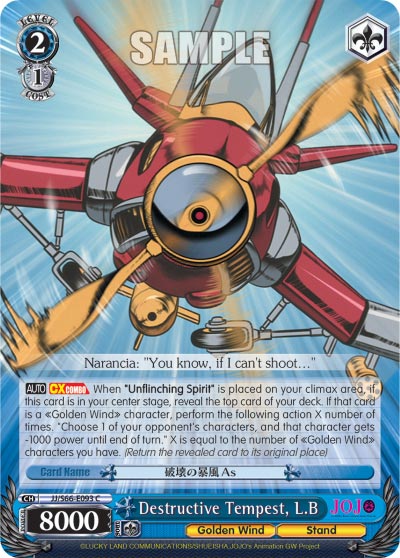 LEVEL
2
1
COST
SAMPLE
Narancia: "You know, if I can't shoot..."
AUTO CX COMBO When "Unflinching Spirit" is placed on your climax area, if
this card is in your center stage, reveal the top card of your deck. If that card
is a «Golden Wind» character, perform the following action X number of
times. "Choose 1 of your opponent's characters, and that character gets
-1000 power until end of turn." X is equal to the number of your other
«Golden Wind» characters. (Return the revealed card to its original place)
Card Name 破壊の暴風 As
CH JJ/S66-E093 C
8000
SOUL
Destructive Tempest, L.B JOJO
Golden Wind Stand
©LUCKY LAND COMMUNICATIONS/SHUEISHA,JOJO's Animation GW Project